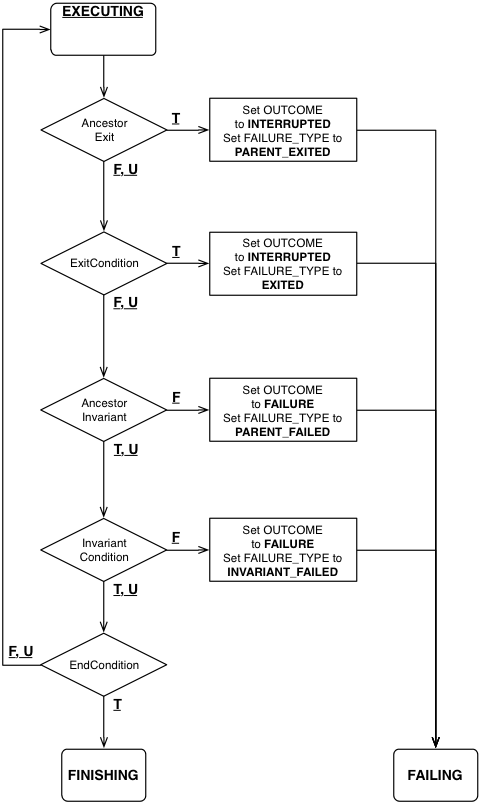 EXECUTING
Ancestor
Exit
T
Set OUTCOME
to INTERRUPTED
Set FAILURE_TYPE to
PARENT_EXITED
F, U
ExitCondition
T
Set OUTCOME
to INTERRUPTED
Set FAILURE_TYPE to
EXITED
F, U
Ancestor
Invariant
F
Set OUTCOME
to FAILURE
Set FAILURE_TYPE to
PARENT_FAILED
T, U
Invariant
Condition
F
Set OUTCOME
to FAILURE
Set FAILURE_TYPE to
INVARIANT_FAILED
T, U
F, U
EndCondition
T
FINISHING
FAILING